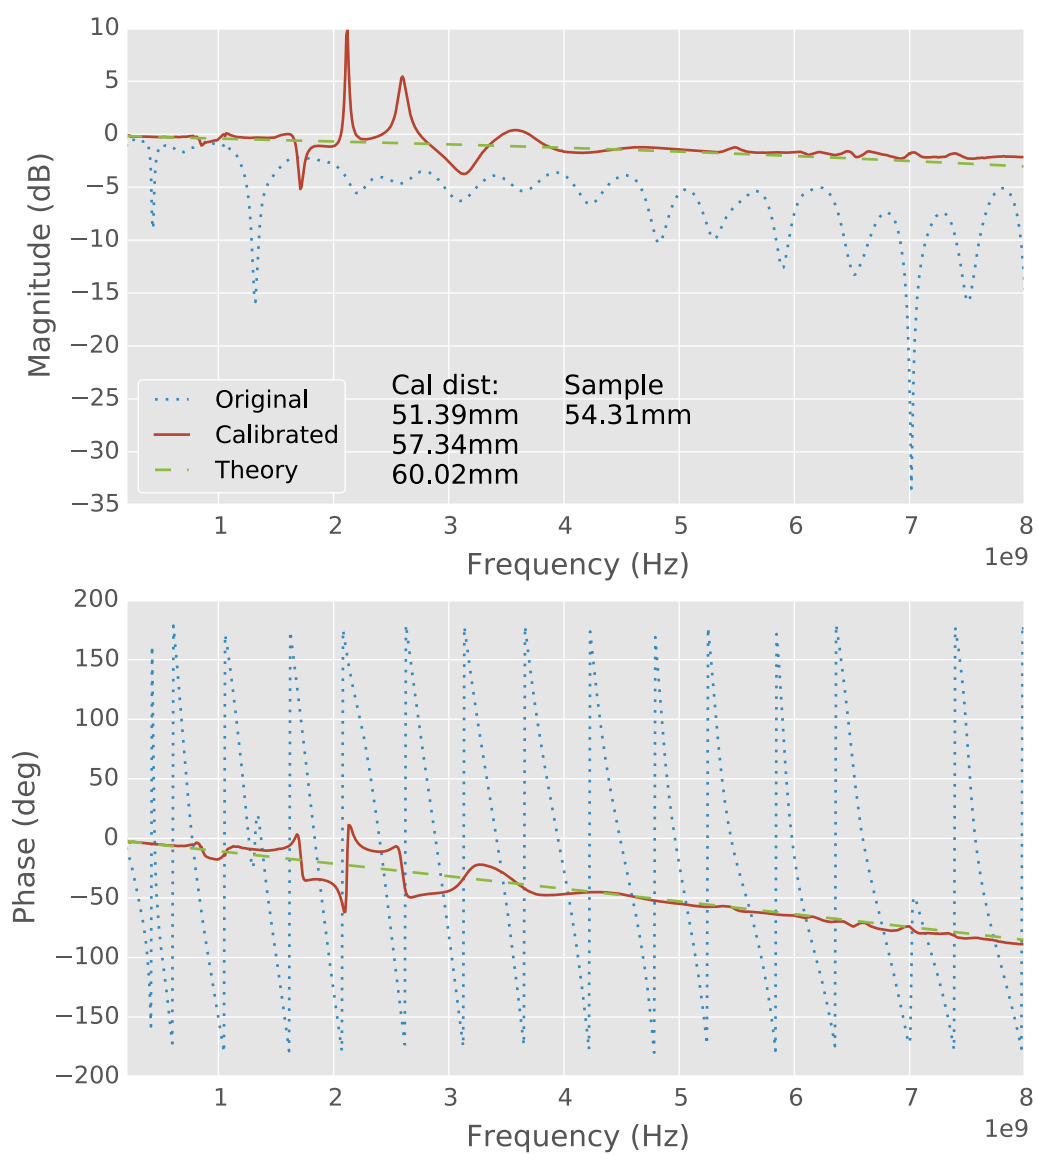 10
5
0
−5
−10
−15
−20
−25
−30
−35
Magnitude (dB)
Original
Calibrated
Theory
Cal dist:
51.39mm
57.34mm
60.02mm
Sample
54.31mm
1 2 3 4 5 6 7 8
1e9
Frequency (Hz)
200
150
100
50
0
−50
−100
−150
−200
Phase (deg)
1 2 3 4 5 6 7 8
1e9
Frequency (Hz)